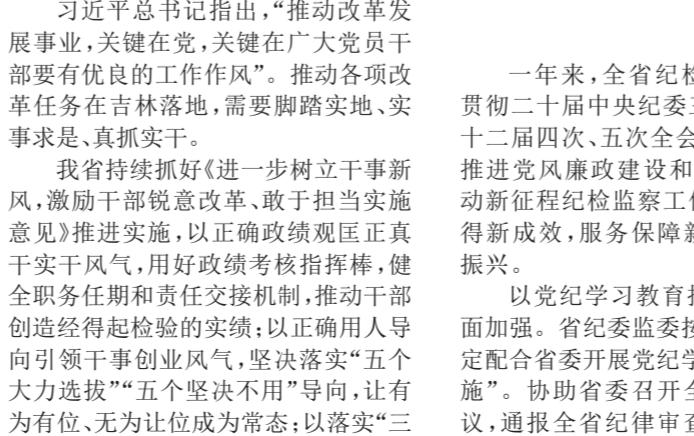 习近平总书记指出，“推动改革发
展事业，关键在党，关键在广大党员干
部要有优良的工作作风”。推动各项改
革任务在吉林落地，需要脚踏实地、实
事求是、真抓实干。
我省持续抓好《进一步树立干事新
风，激励干部锐意改革、敢于担当实施
意见》推进实施，以正确政绩观匡正真
干实干风气，用好政绩考核指挥棒，健
全职务任期和责任交接机制，推动干部
创造经得起检验的实绩；以正确用人导
向引领干事创业风气，坚决落实“五个
大力选拔”“五个坚决不用”导向，让有
为有位、无为让位成为常态；以落实“三
一年来，全省纪检
贯彻二十届中央纪委三
十二届四次、五次全会
推进党风廉政建设和
动新征程纪检监察工作
得新成效，服务保障新
振兴。
以党纪学习教育
面加强。省纪委监委按
定配合省委开展党纪学
施”。协助省委召开全
议，通报全省纪律审查